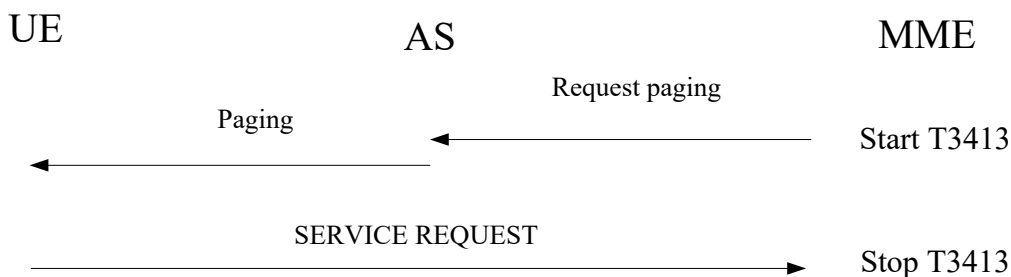 UE
AS
MME
Request paging
Paging
Start T3413
SERVICE REQUEST
Stop T3413